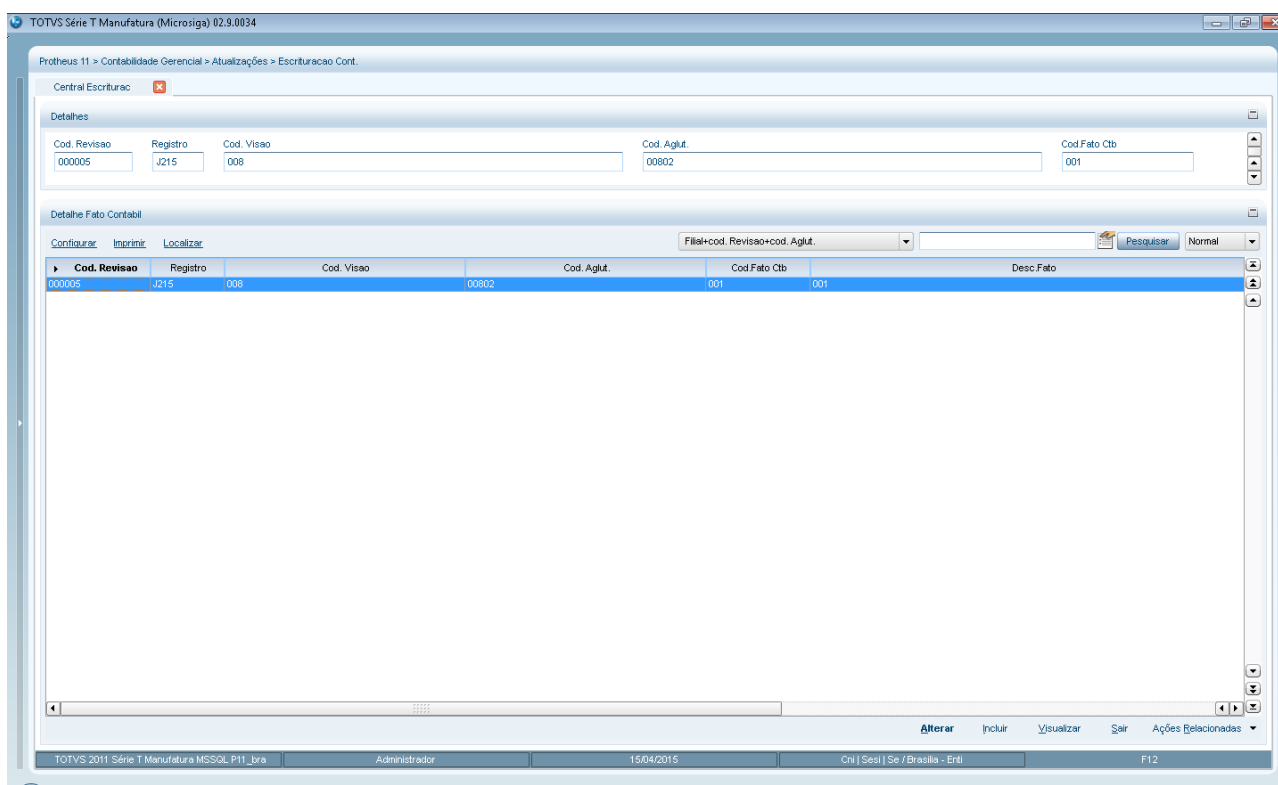 TOTVS Série T Manufatura (Microsiga) 02.9.0034
Protheus 11 > Contabilidade Gerencial > Atualizações > Escrituracao Cont.
Central Escriturac
Detalhes
Cod. Revisao Registro Cod. Visao Cod. Aglut. Cod.Fato Ctb
000005 J215 008 00802 001
Detalhe Fato Contabil
Configurar Imprimir Localizar Filial+cod. Revisao+cod. Aglut. Pesquisar Normal
Cod. Revisao Registro Cod. Visao Cod. Aglut. Cod.Fato Ctb Desc.Fato
000005 J215 008 00802 001 001
Alterar Incluir Visualizar Sair Ações Relacionadas
TOTVS 2011 Série T Manufatura MSSQL P11_bra Administrador 15/04/2015 Cni | Sesi | Se / Brasilia - Enti F12